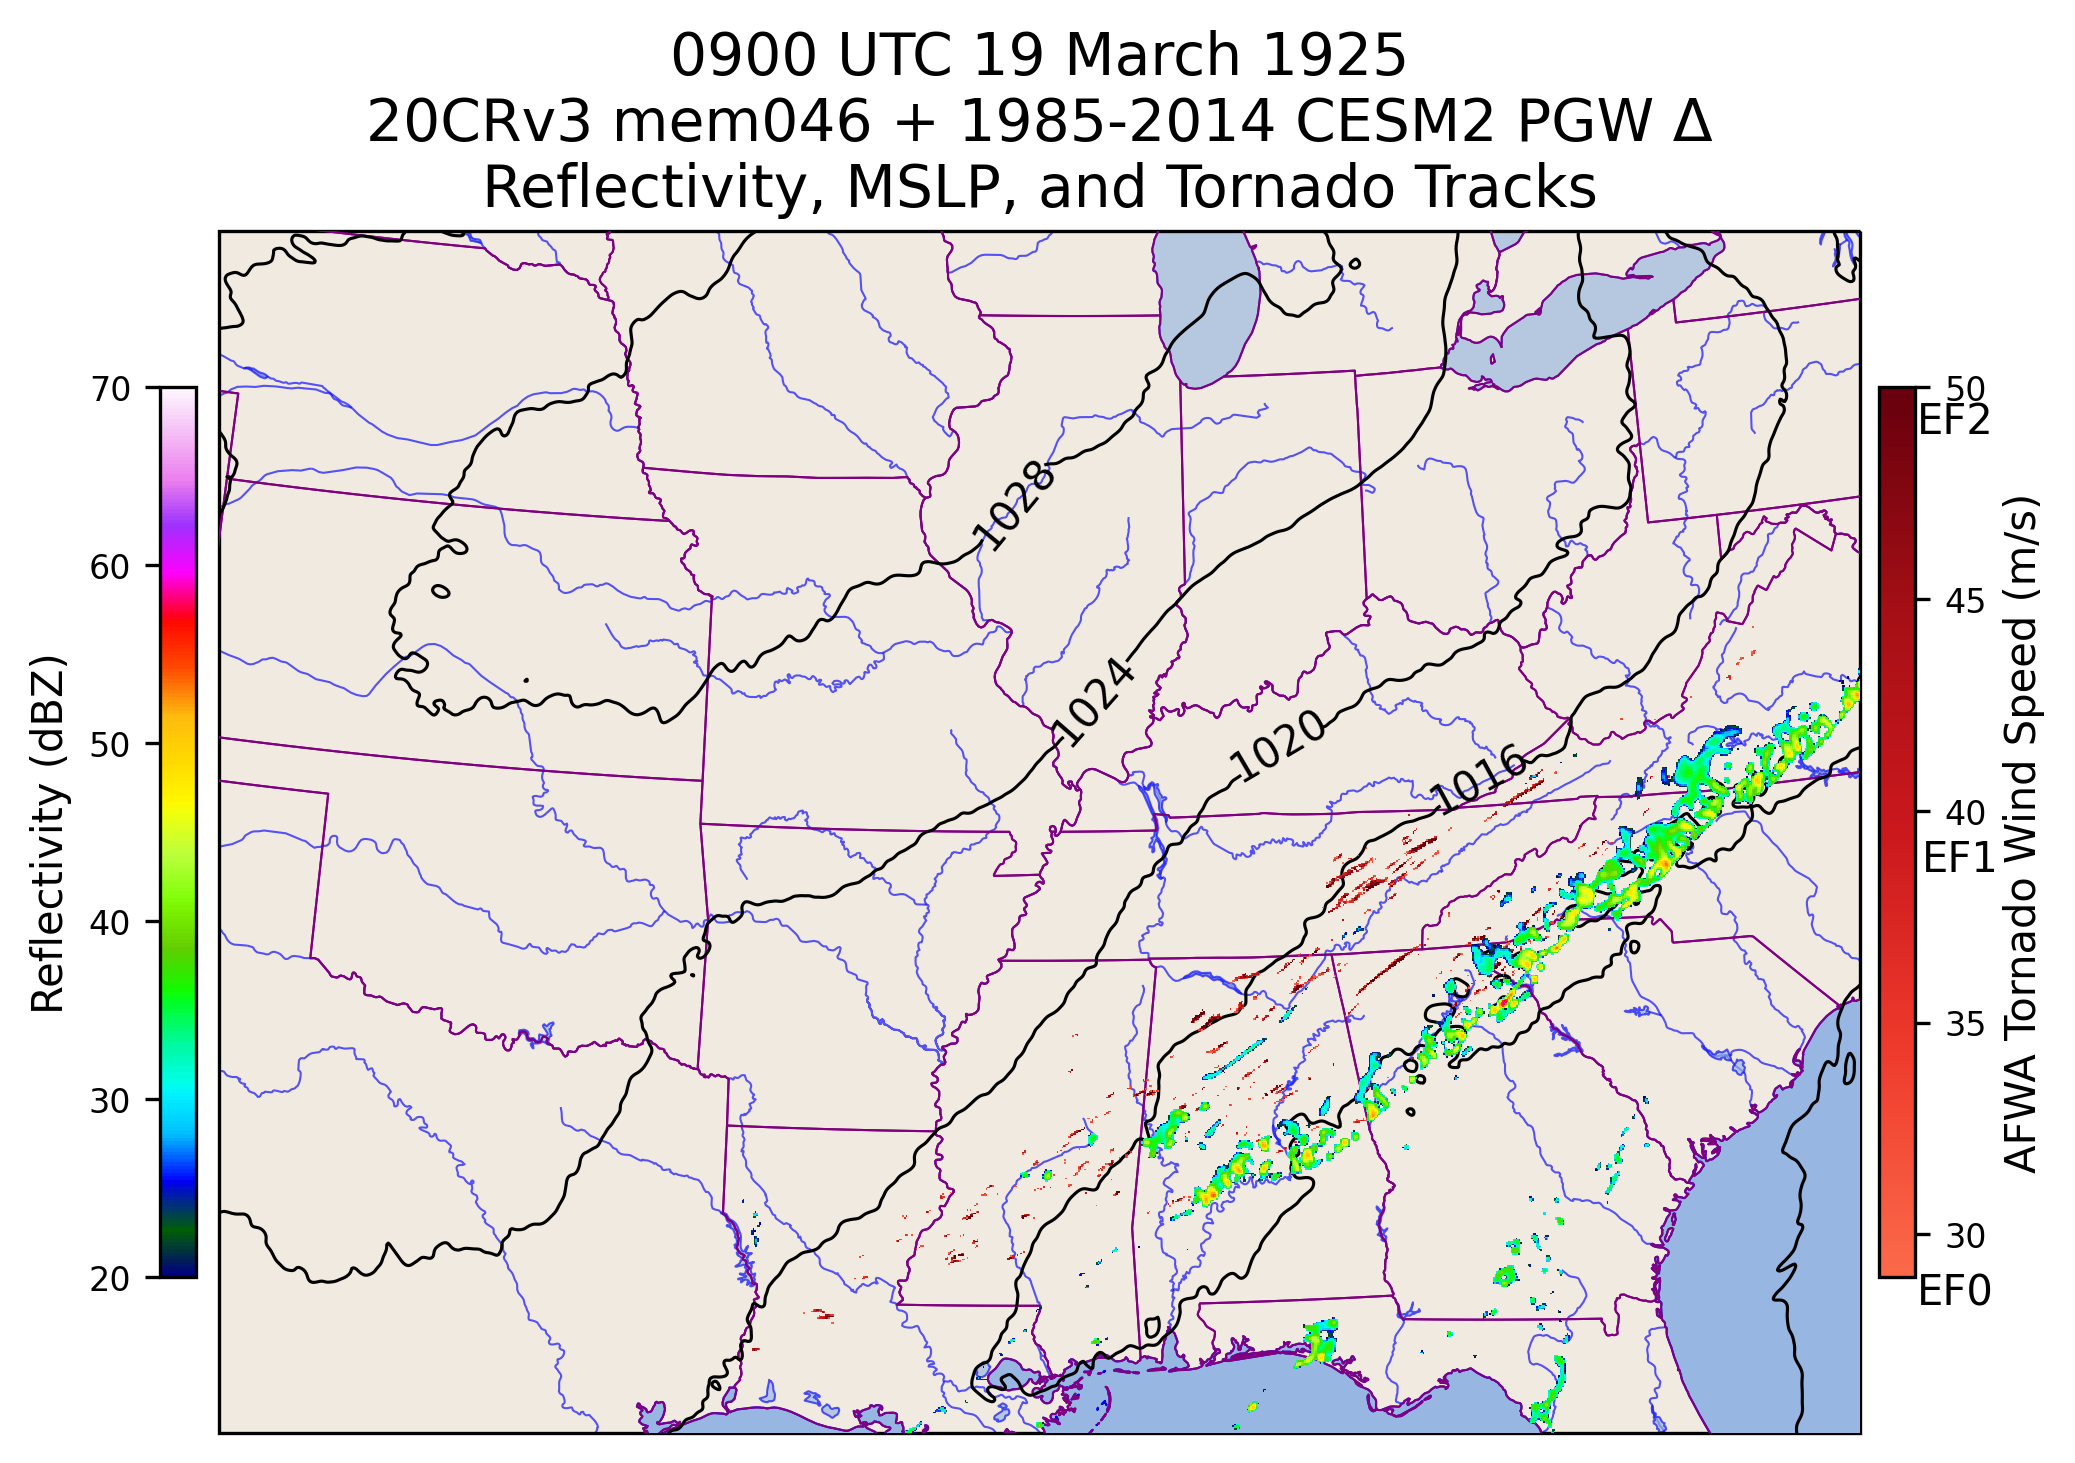 0900 UTC 19 March 1925
20CRv3 mem046 + 1985-2014 CESM2 PGW Δ
Reflectivity, MSLP, and Tornado Tracks
70
60
50
40
30
20
Reflectivity (dBZ)
1028
1024
1020
1016
50
EF2
45
40
EF1
35
30
EF0
AFWA Tornado Wind Speed (m/s)